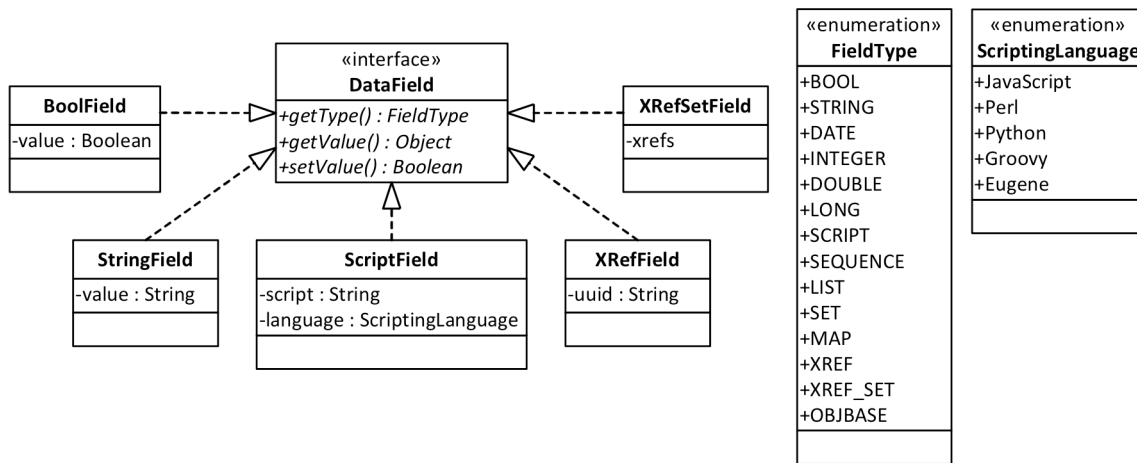 «interface»
DataField
+getType() : FieldType
+getValue() : Object
+setValue() : Boolean
BoolField
-value : Boolean
XRefSetField
-xrefs
StringField
-value : String
ScriptField
-script : String
-language : ScriptingLanguage
XRefField
-uuid : String
«enumeration»
FieldType
+BOOL
+STRING
+DATE
+INTEGER
+DOUBLE
+LONG
+SCRIPT
+SEQUENCE
+LIST
+SET
+MAP
+XREF
+XREF_SET
+OBJBASE
«enumeration»
ScriptingLanguage
+JavaScript
+Perl
+Python
+Groovy
+Eugene